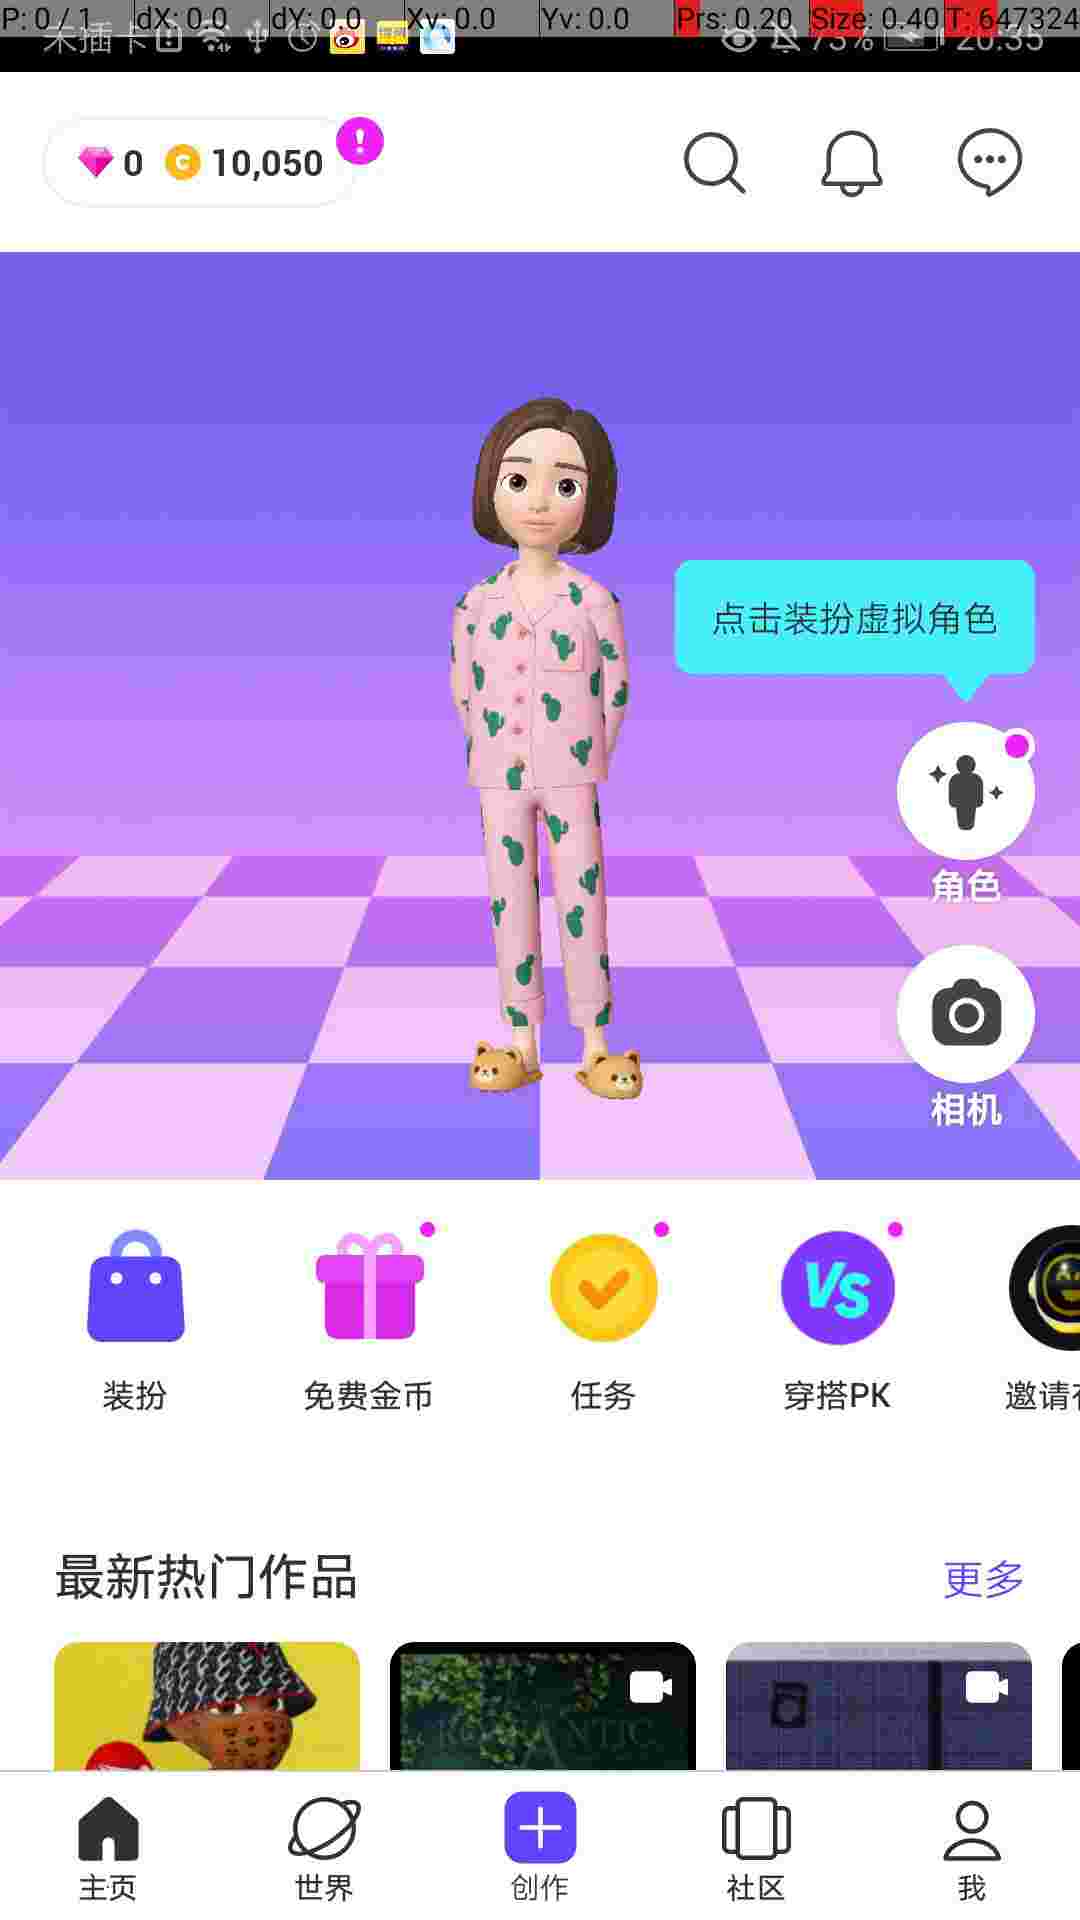 P: 0 / 1 dX: 0.0 dY: 0.0 Xv: 0.0 Yv: 0.0 Prs: 0.20 Size: 0.40 T: 647324
未插卡 73% 20:35
0 10,050
点击装扮虚拟角色
角色
相机
VS
装扮 免费金币 任务 穿搭PK 邀请
最新热门作品 更多
ROMANTIC
主页 世界 创作 社区 我